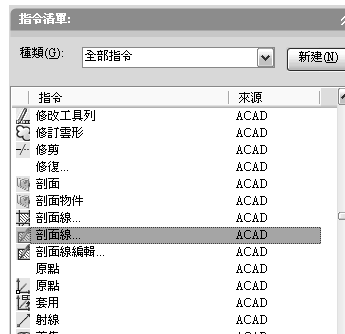 指令清單:
種類(G): 全部指令 新建(N)
指令 來源
修改工具列 ACAD
修訂雲形 ACAD
修剪 ACAD
修復... ACAD
剖面 ACAD
剖面物件 ACAD
剖面線... ACAD
剖面線... ACAD
剖面線編輯... ACAD
原點 ACAD
原點 ACAD
套用 ACAD
射線 ACAD